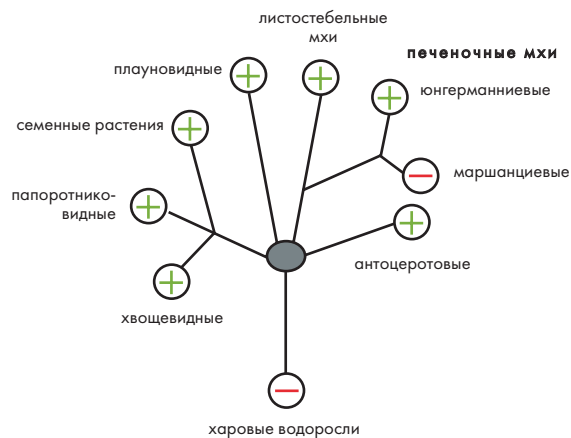 листостебельные
мхи
печеночные мхи
плауновидные
юнгерманниевые
семенные растения
маршанциевые
папоротнико-
видные
антоцеротовые
хвощевидные
харовые водоросли